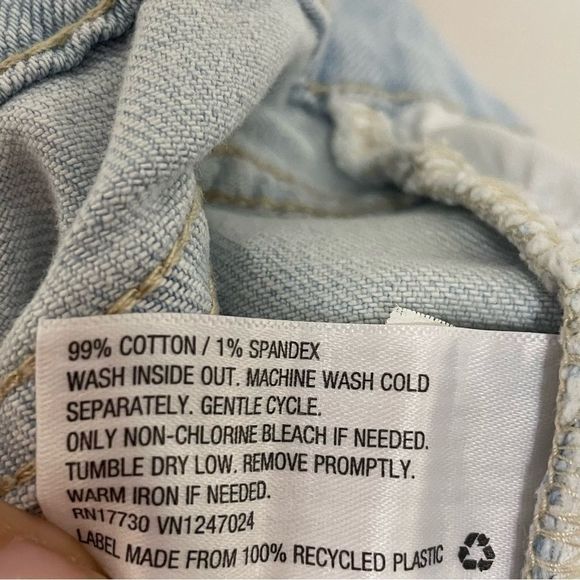 99% COTTON / 1% SPANDEX
WASH INSIDE OUT. MACHINE WASH COLD
SEPARATELY. GENTLE CYCLE.
ONLY NON-CHLORINE BLEACH IF NEEDED.
TUMBLE DRY LOW. REMOVE PROMPTLY.
WARM IRON IF NEEDED.
RN17730 VN1247024
LABEL MADE FROM 100% RECYCLED PLASTIC